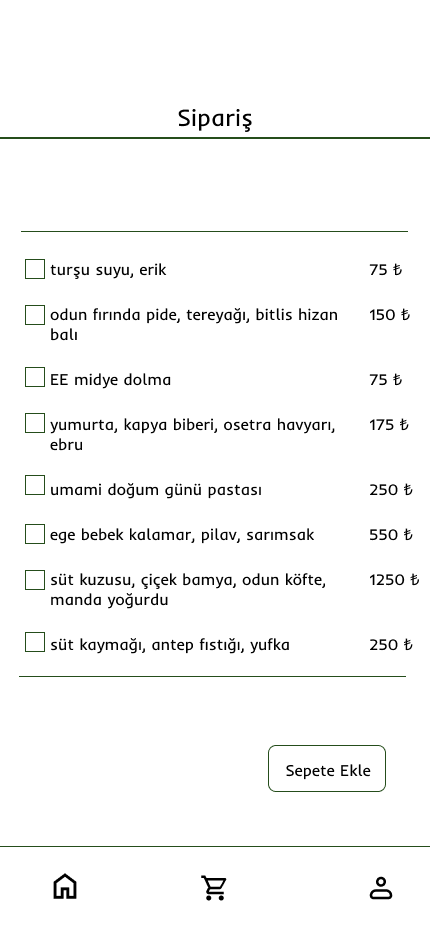 Sipariş
turşu suyu, erik 75 ₺
odun fırında pide, tereyağı, bitlis hizan 150 ₺
balı
EE midye dolma 75 ₺
yumurta, kapya biberi, osetra havyarı, 175 ₺
ebru
umami doğum günü pastası 250 ₺
ege bebek kalamar, pilav, sarımsak 550 ₺
süt kuzusu, çiçek bamya, odun köfte, 1250 ₺
manda yoğurdu
süt kaymağı, antep fıstığı, yufka 250 ₺
Sepete Ekle